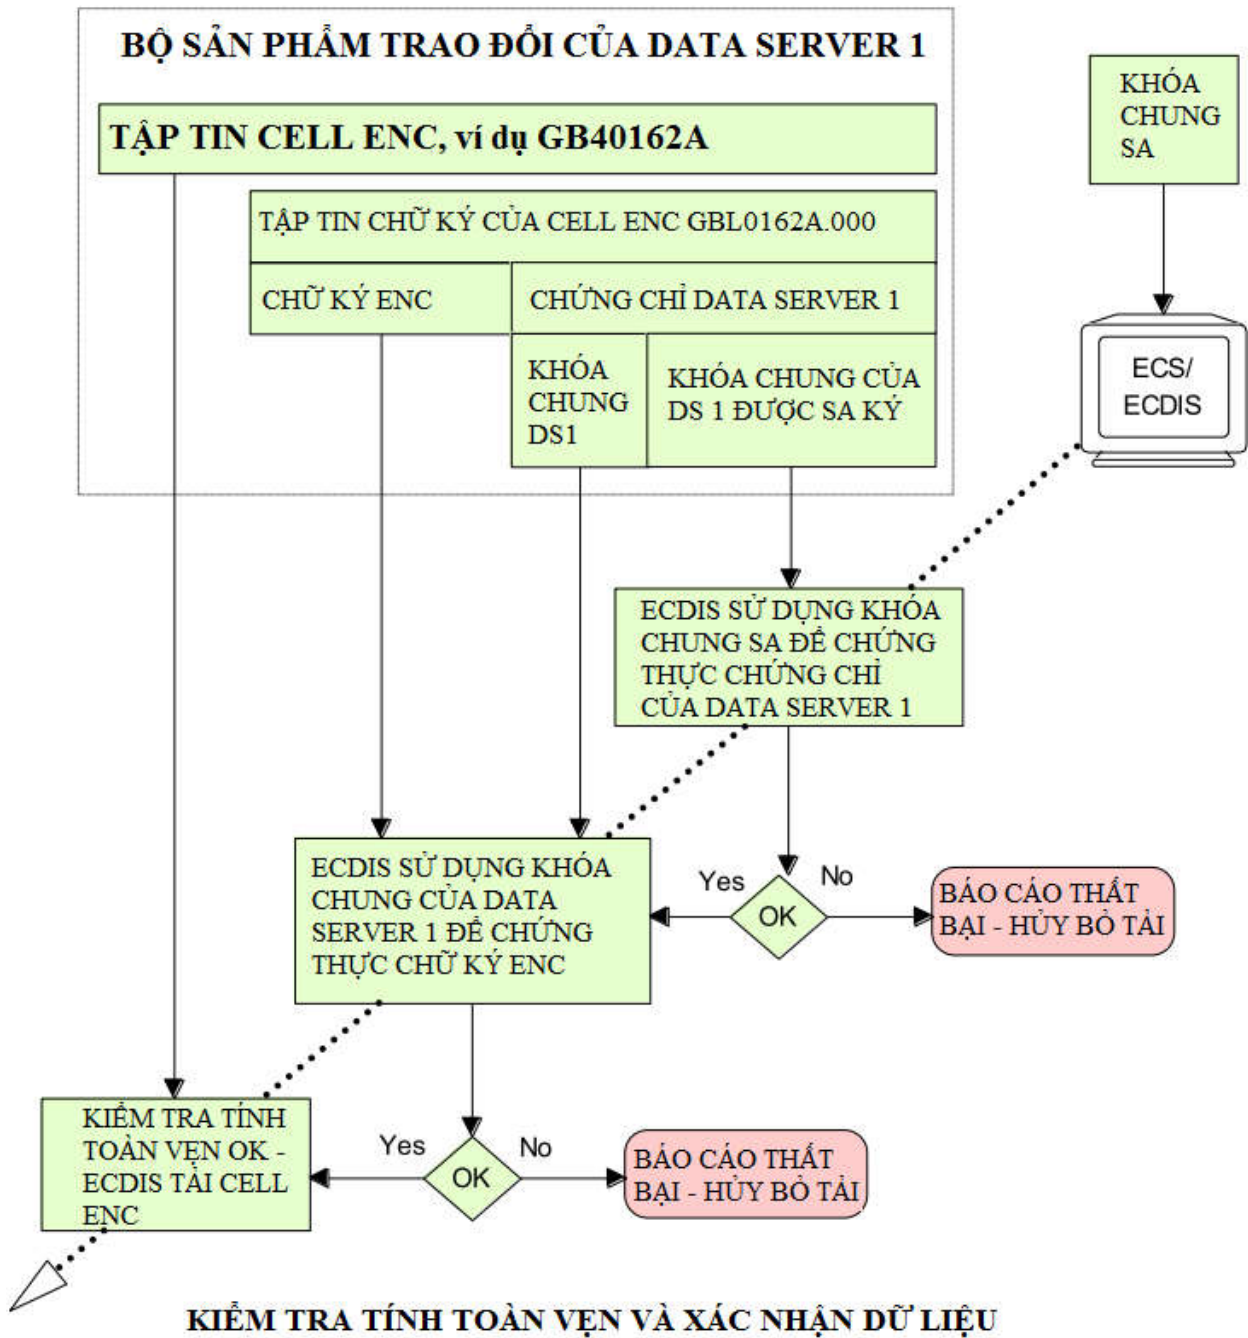 BỘ SẢN PHẨM TRAO ĐỔI CỦA DATA SERVER 1
TẬP TIN CELL ENC, ví dụ GB40162A
TẬP TIN CHỮ KÝ CỦA CELL ENC GBL0162A.000
CHỮ KÝ ENC
CHỨNG CHỈ DATA SERVER 1
KHÓA
CHUNG
DS1
KHÓA CHUNG CỦA
DS 1 ĐƯỢC SA KÝ
KHÓA
CHUNG
SA
ECS/
ECDIS
ECDIS SỬ DỤNG KHÓA
CHUNG SA ĐỂ CHỨNG
THỰC CHỨNG CHỈ
CỦA DATA SERVER 1
ECDIS SỬ DỤNG KHÓA
CHUNG CỦA DATA
SERVER 1 ĐỂ CHỨNG
THỰC CHỮ KÝ ENC
Yes
OK
No
BÁO CÁO THẤT
BẠI - HỦY BỎ TẢI
KIỂM TRA TÍNH
TOÀN VẸN OK -
ECDIS TẢI CELL
ENC
Yes
OK
No
BÁO CÁO THẤT
BẠI - HỦY BỎ TẢI
KIỂM TRA TÍNH TOÀN VẸN VÀ XÁC NHẬN DỮ LIỆU